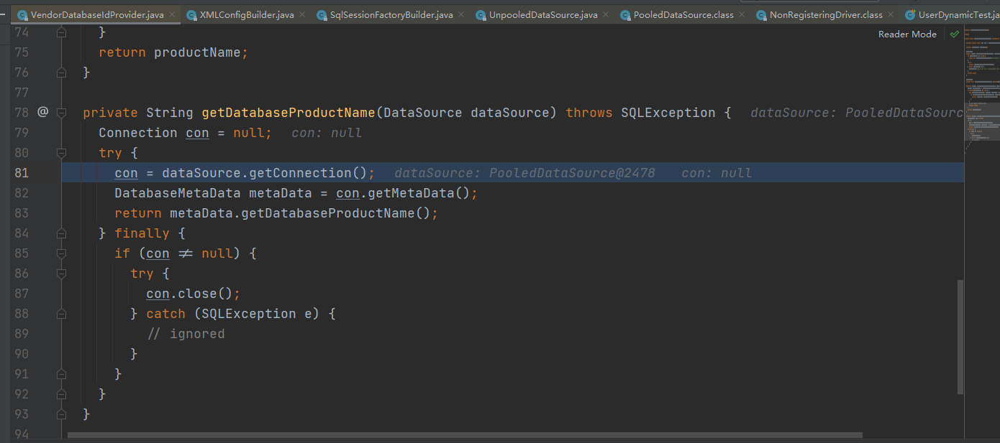 VendorDatabaseIdProvider.java XMLConfigBuilder.java SqlSessionFactoryBuilder.java UnpooledDataSource.java PooledDataSource.class NonRegisteringDriver.class UserDynamicTest.ja
Reader Mode
74 }
75 return productName;
76 }
77
78 @ private String getDatabaseProductName(DataSource dataSource) throws SQLException { dataSource: PooledDataSourc
79 Connection con = null; con: null
80 try {
81 con = dataSource.getConnection(); dataSource: PooledDataSource@2478 con: null
82 DatabaseMetaData metaData = con.getMetaData();
83 return metaData.getDatabaseProductName();
84 } finally {
85 if (con ≠ null) {
86 try {
87 con.close();
88 } catch (SQLException e) {
89 // ignored
90 }
91 }
92 }
93 }
94